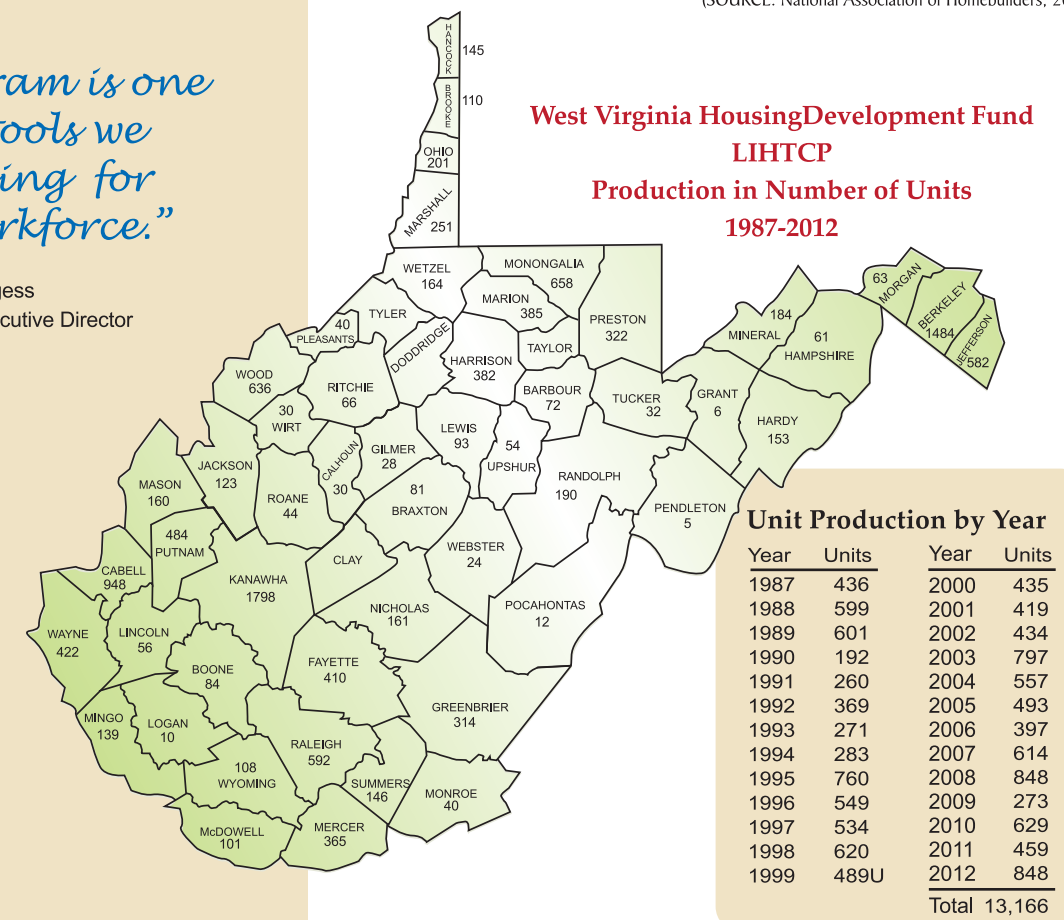 (SOURCE: National Association of Homebuilders,
ram is one
ools we
ing for
rkforce.”
gess
cutive Director
West Virginia HousingDevelopment Fund
LIHTCP
Production in Number of Units
1987-2012
HANCOCK
145
BROOKE
110
OHIO
201
MARSHALL
251
WETZEL
164
MONONGALIA
658
MARION
385
PRESTON
322
TYLER
40
PLEASANTS
DODDRIDGE
HARRISON
382
TAYLOR
184
MINERAL
61
HAMPSHIRE
63
MORGAN
BERKELEY
1484
JEFFERSON
582
WOOD
636
RITCHIE
66
BARBOUR
72
TUCKER
32
GRANT
6
HARDY
153
30
WIRT
LEWIS
93
54
UPSHUR
CALHOUN
30
GILMER
28
JACKSON
123
MASON
160
ROANE
44
81
BRAXTON
RANDOLPH
190
PENDLETON
5
484
PUTNAM
CLAY
WEBSTER
24
CABELL
948
KANAWHA
1798
NICHOLAS
161
POCAHONTAS
12
WAYNE
422
LINCOLN
56
BOONE
84
FAYETTE
410
GREENBRIER
314
MINGO
139
LOGAN
10
RALEIGH
592
108
WYOMING
SUMMERS
146
MONROE
40
McDOWELL
101
MERCER
365
Unit Production by Year
Year Units Year Units
1987 436 2000 435
1988 599 2001 419
1989 601 2002 434
1990 192 2003 797
1991 260 2004 557
1992 369 2005 493
1993 271 2006 397
1994 283 2007 614
1995 760 2008 848
1996 549 2009 273
1997 534 2010 629
1998 620 2011 459
1999 489U 2012 848
Total 13,166